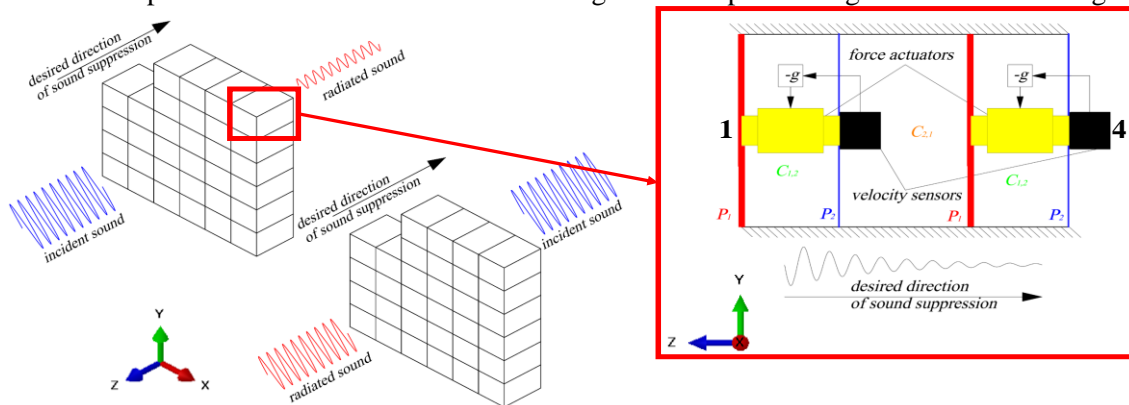 desired direction
of sound suppression
radiated sound
incident sound
desired direction
of sound suppression
incident sound
radiated sound
Y
Z
X
force actuators
-g
-g
1
C2,1
4
C1,2
C1,2
velocity sensors
P1
P2
P1
P2
desired direction
of sound suppression
Y
Z
X